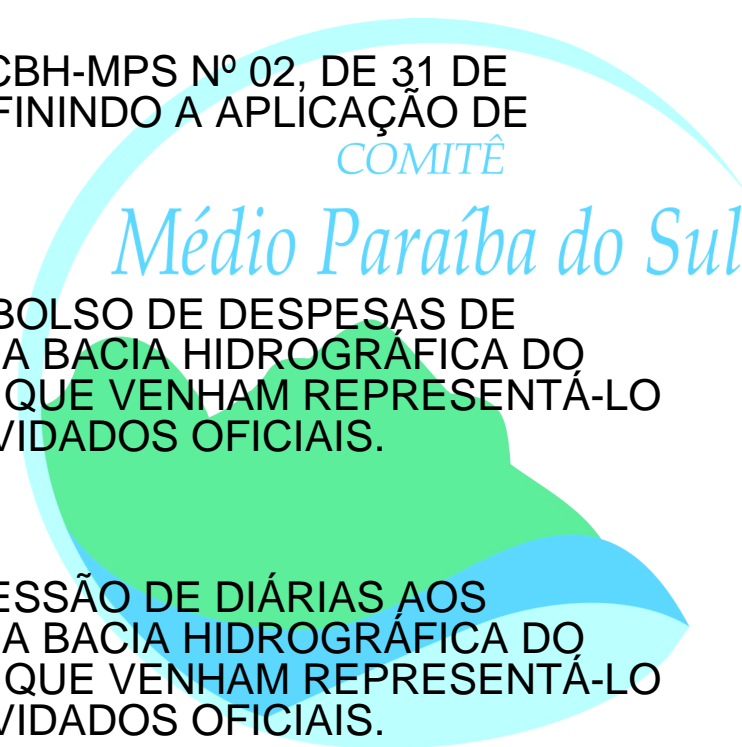 CBH-MPS Nº 02, DE 31 DE
FININDO A APLICAÇÃO DE
COMITÊ
Médio Paraíba do Sul
BOLSO DE DESPESAS DE
A BACIA HIDROGRÁFICA DO
QUE VENHAM REPRESENTÁ-LO
VIDADOS OFICIAIS.
ESSÃO DE DIÁRIAS AOS
A BACIA HIDROGRÁFICA DO
QUE VENHAM REPRESENTÁ-LO
VIDADOS OFICIAIS.